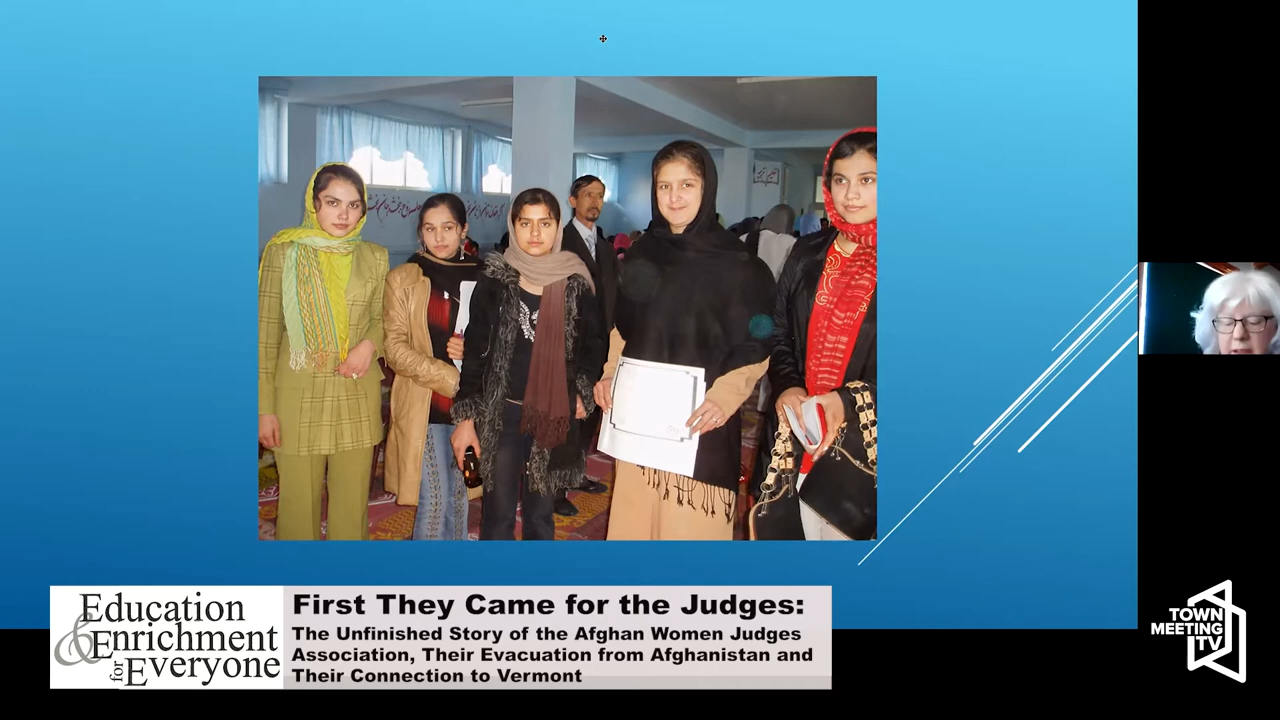 Education
& Enrichment
for Everyone
First They Came for the Judges:
The Unfinished Story of the Afghan Women Judges
Association, Their Evacuation from Afghanistan and
Their Connection to Vermont
TOWN
MEETING
TV